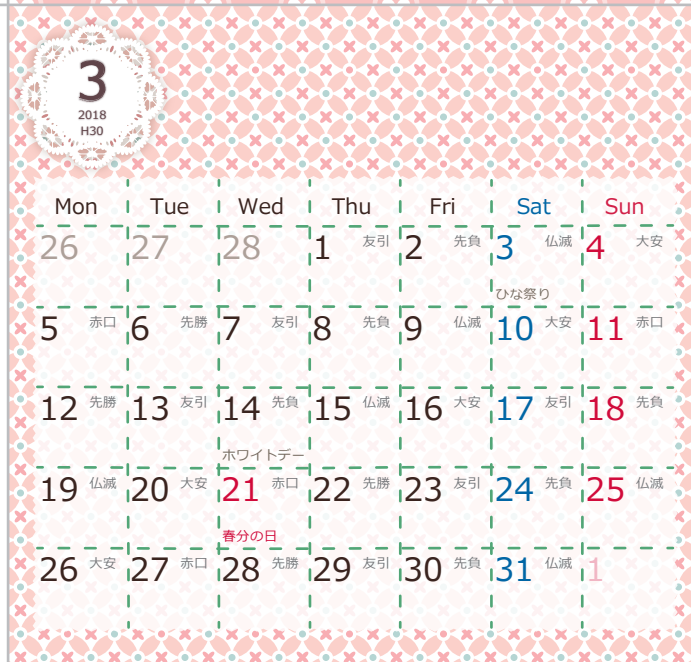 3
2018
H30
Mon Tue Wed Thu Fri Sat Sun
26 27 28 1 友引 2 先負 3 仏滅 4 大安
ひな祭り
5 赤口 6 先勝 7 友引 8 先負 9 仏滅 10 大安 11 赤口
12 先勝 13 友引 14 先負 15 仏滅 16 大安 17 友引 18 先負
ホワイトデー
19 仏滅 20 大安 21 赤口 22 先勝 23 友引 24 先負 25 仏滅
春分の日
26 大安 27 赤口 28 先勝 29 友引 30 先負 31 仏滅 1